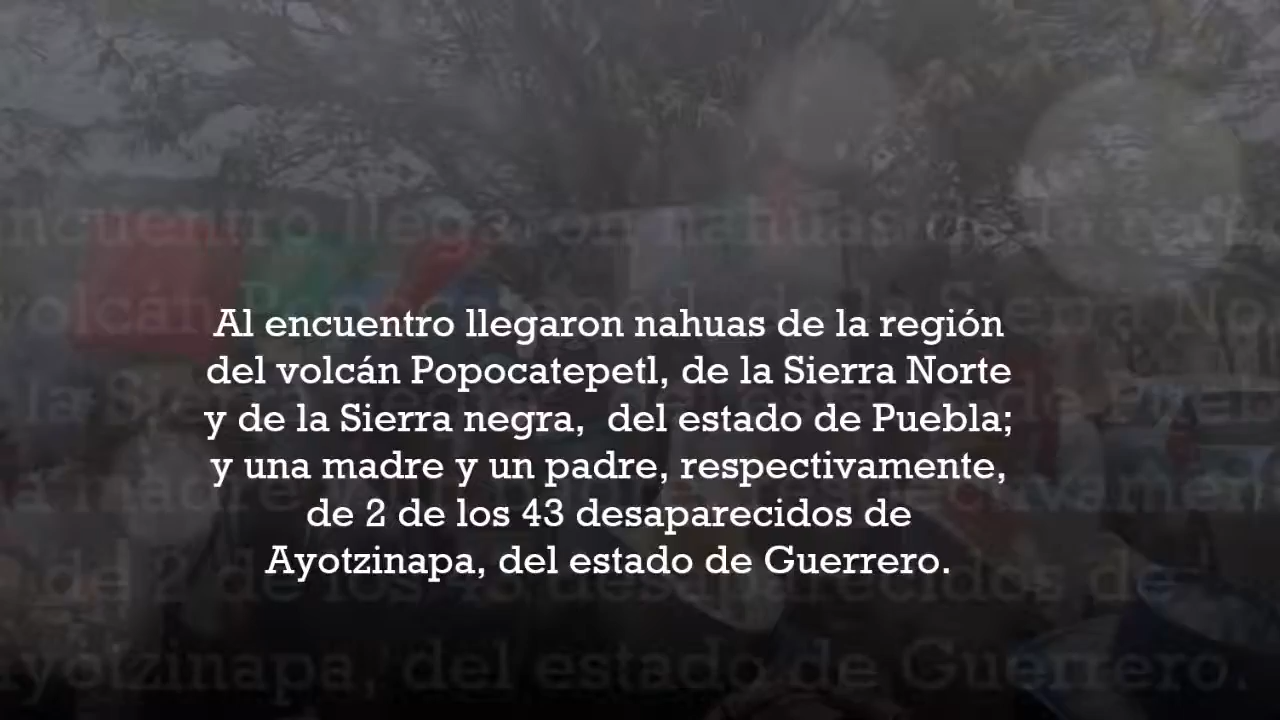 Al encuentro llegaron nahuas de la región
del volcán Popocatepetl, de la Sierra Norte
y de la Sierra negra,  del estado de Puebla;
y una madre y un padre, respectivamente,
de 2 de los 43 desaparecidos de
Ayotzinapa, del estado de Guerrero.